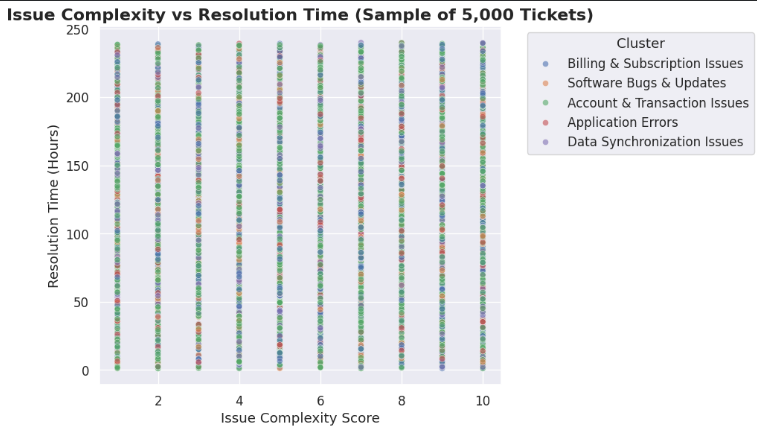 Issue Complexity vs Resolution Time (Sample of 5,000 Tickets)
250
200
150
100
50
0
Resolution Time (Hours)
2 4 6 8 10
Issue Complexity Score
Cluster
Billing & Subscription Issues
Software Bugs & Updates
Account & Transaction Issues
Application Errors
Data Synchronization Issues